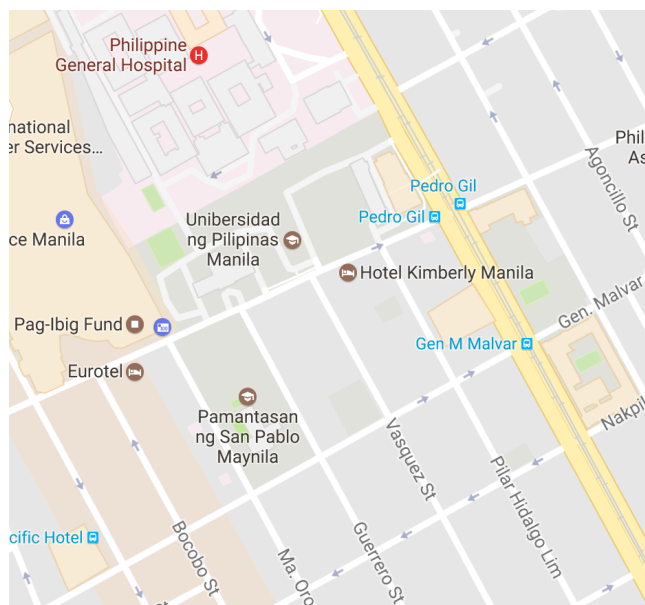 Philippine
General Hospital
H
national
er Services...
Phil
As
Agoncillo St
Pedro Gil
Pedro Gil
Unibersidad
ng Pilipinas
Manila
ce Manila
Hotel Kimberly Manila
Gen. Malvar
Pag-Ibig Fund
Gen M Malvar
Eurotel
Pamantasan
ng San Pablo
Maynila
Nakpil
Vasquez St
Pilar Hidalgo Lim
cific Hotel
Bocobo St
Ma. Oro
Guerrero St